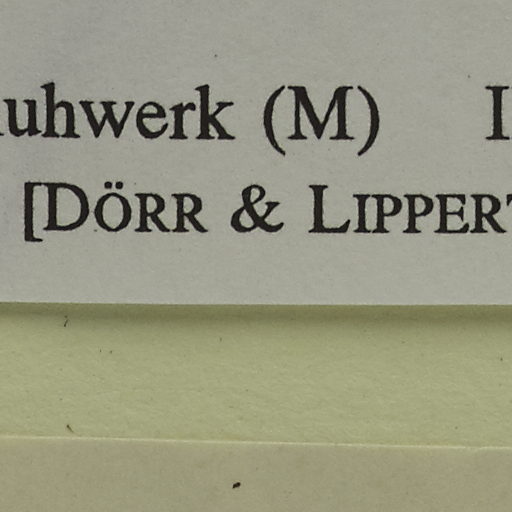 uhwerk (M) I
[DÖRR & LIPPERT